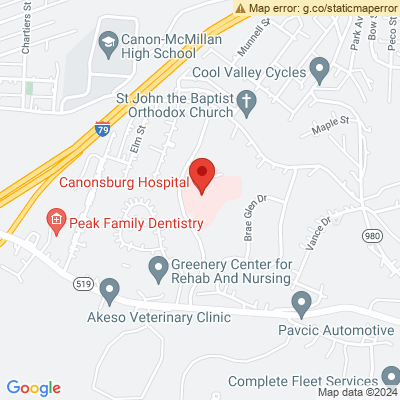 Map error: g.co/staticmaperror
Chartiers St
Canon-McMillan
High School
Munnell St
Park Av
Bow S
Peco St
Cool Valley Cycles
St John the Baptist
Orthodox Church
Maple St
79
Elm St
Canonsburg Hospital
Brae Glen Dr
Vance Dr
Peak Family Dentistry
980
Greenery Center for
Rehab And Nursing
519
Akeso Veterinary Clinic
Pavcic Automotive
Complete Fleet Services
Google
Map data ©2024